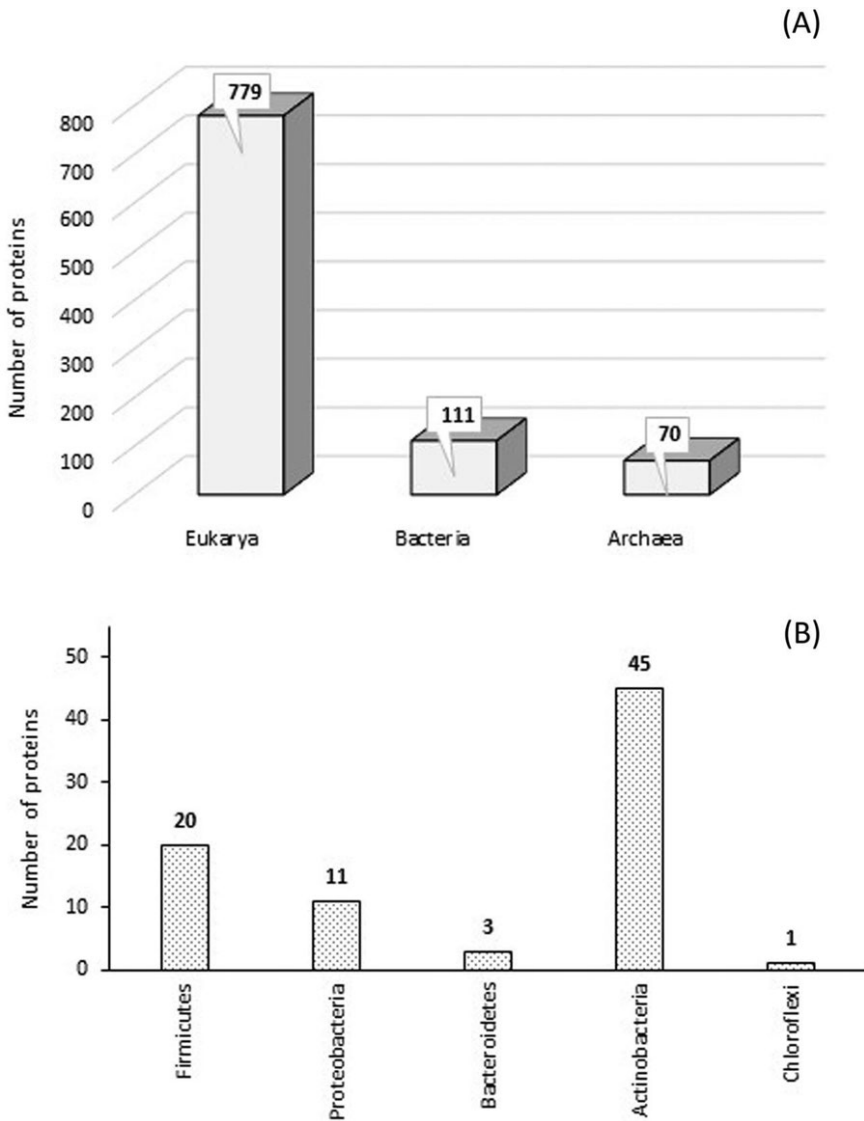 (A)
Number of proteins
800
700
600
500
400
300
200
100
0
779
111
70
Eukarya
Bacteria
Archaea
(B)
Number of proteins
50
40
30
20
10
0
20
11
3
45
1
Firmicutes
Proteobacteria
Bacteroidetes
Actinobacteria
Chloroflexi